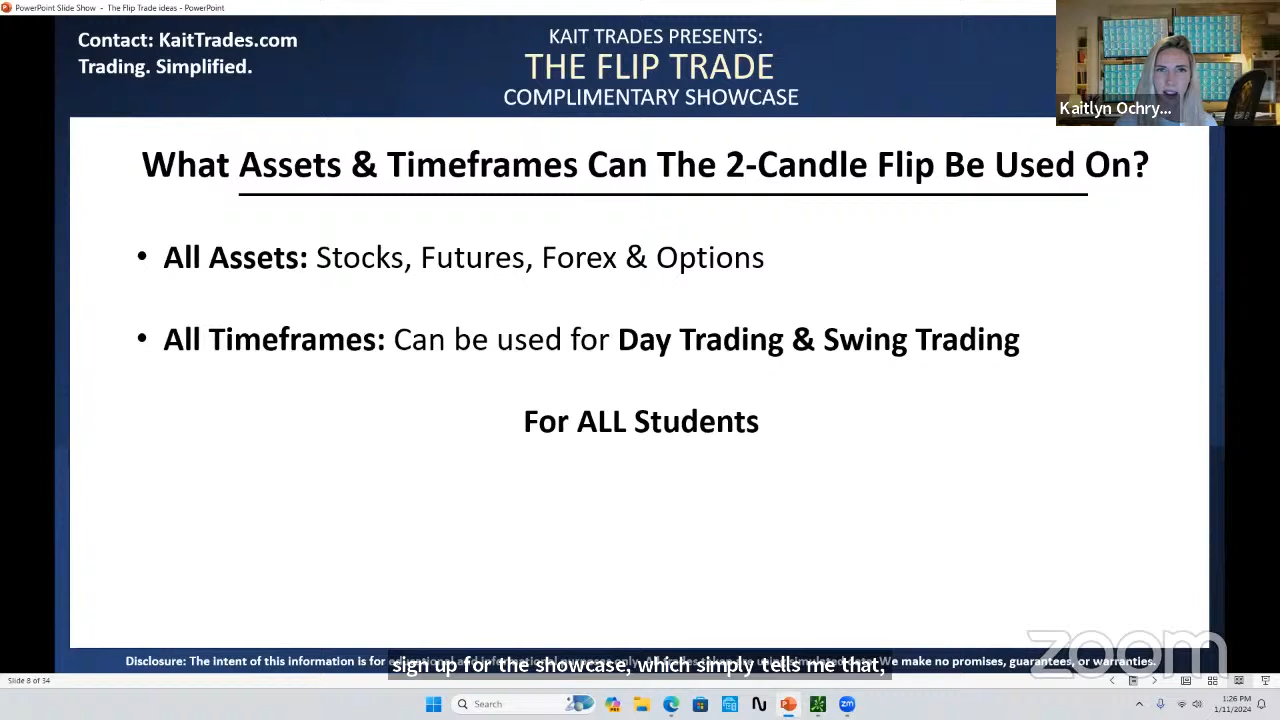 PowerPoint Slide Show - The Flip Trade ideas - PowerPoint
Contact: KaitTrades.com
Trading. Simplified.
KAIT TRADES PRESENTS:
THE FLIP TRADE
COMPLIMENTARY SHOWCASE
Kaitlyn Ochry...
What Assets & Timeframes Can The 2-Candle Flip Be Used On?
• All Assets: Stocks, Futures, Forex & Options
• All Timeframes: Can be used for Day Trading & Swing Trading
For ALL Students
zoom
Disclosure: The intent of this information is for We make no promises, guarantees, or warranties.
sign up for the showcase, which simply tells me that,
Slide 8 of 34
Search
zm
1:26 PM
1/11/2024